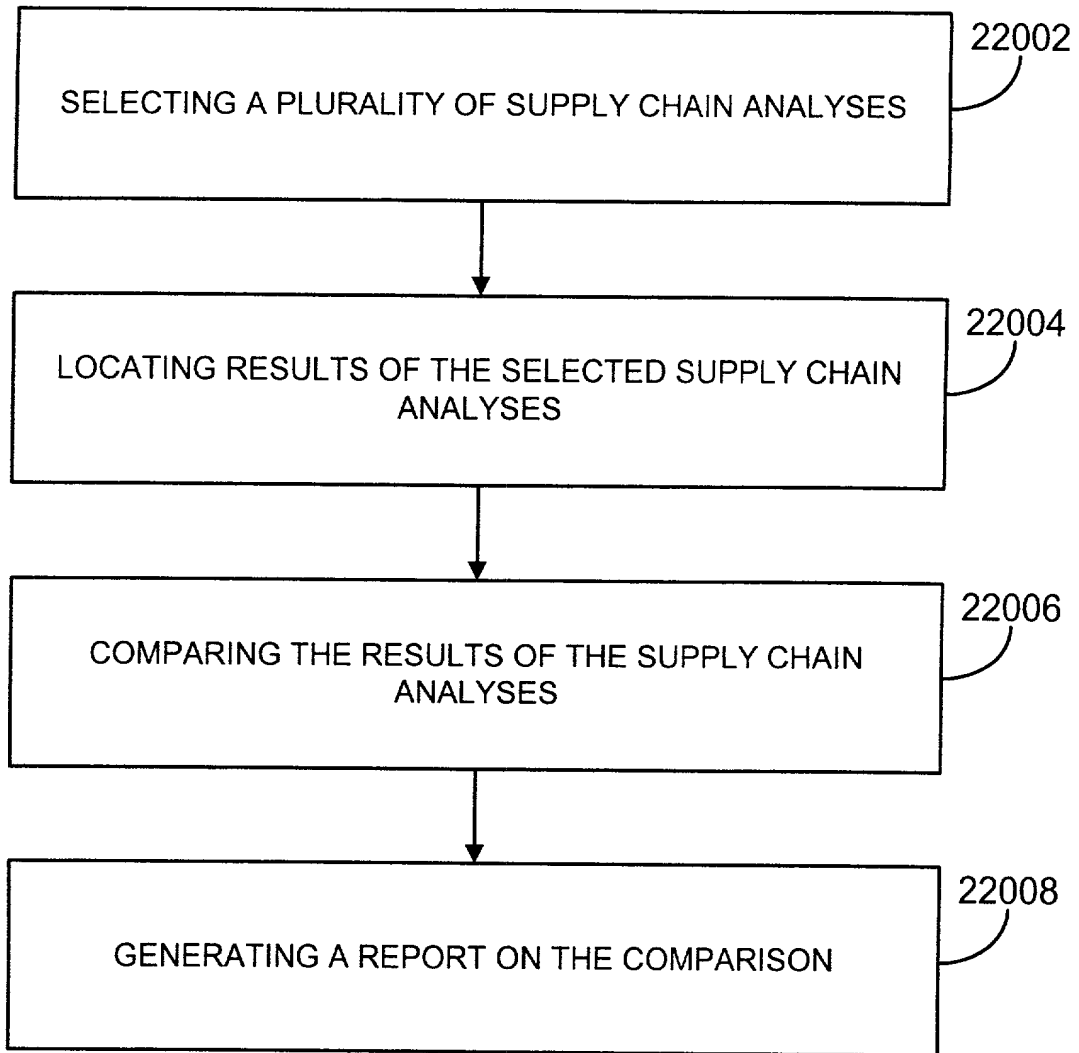 22002
SELECTING A PLURALITY OF SUPPLY CHAIN ANALYSES
22004
LOCATING RESULTS OF THE SELECTED SUPPLY CHAIN
ANALYSES
22006
COMPARING THE RESULTS OF THE SUPPLY CHAIN
ANALYSES
22008
GENERATING A REPORT ON THE COMPARISON